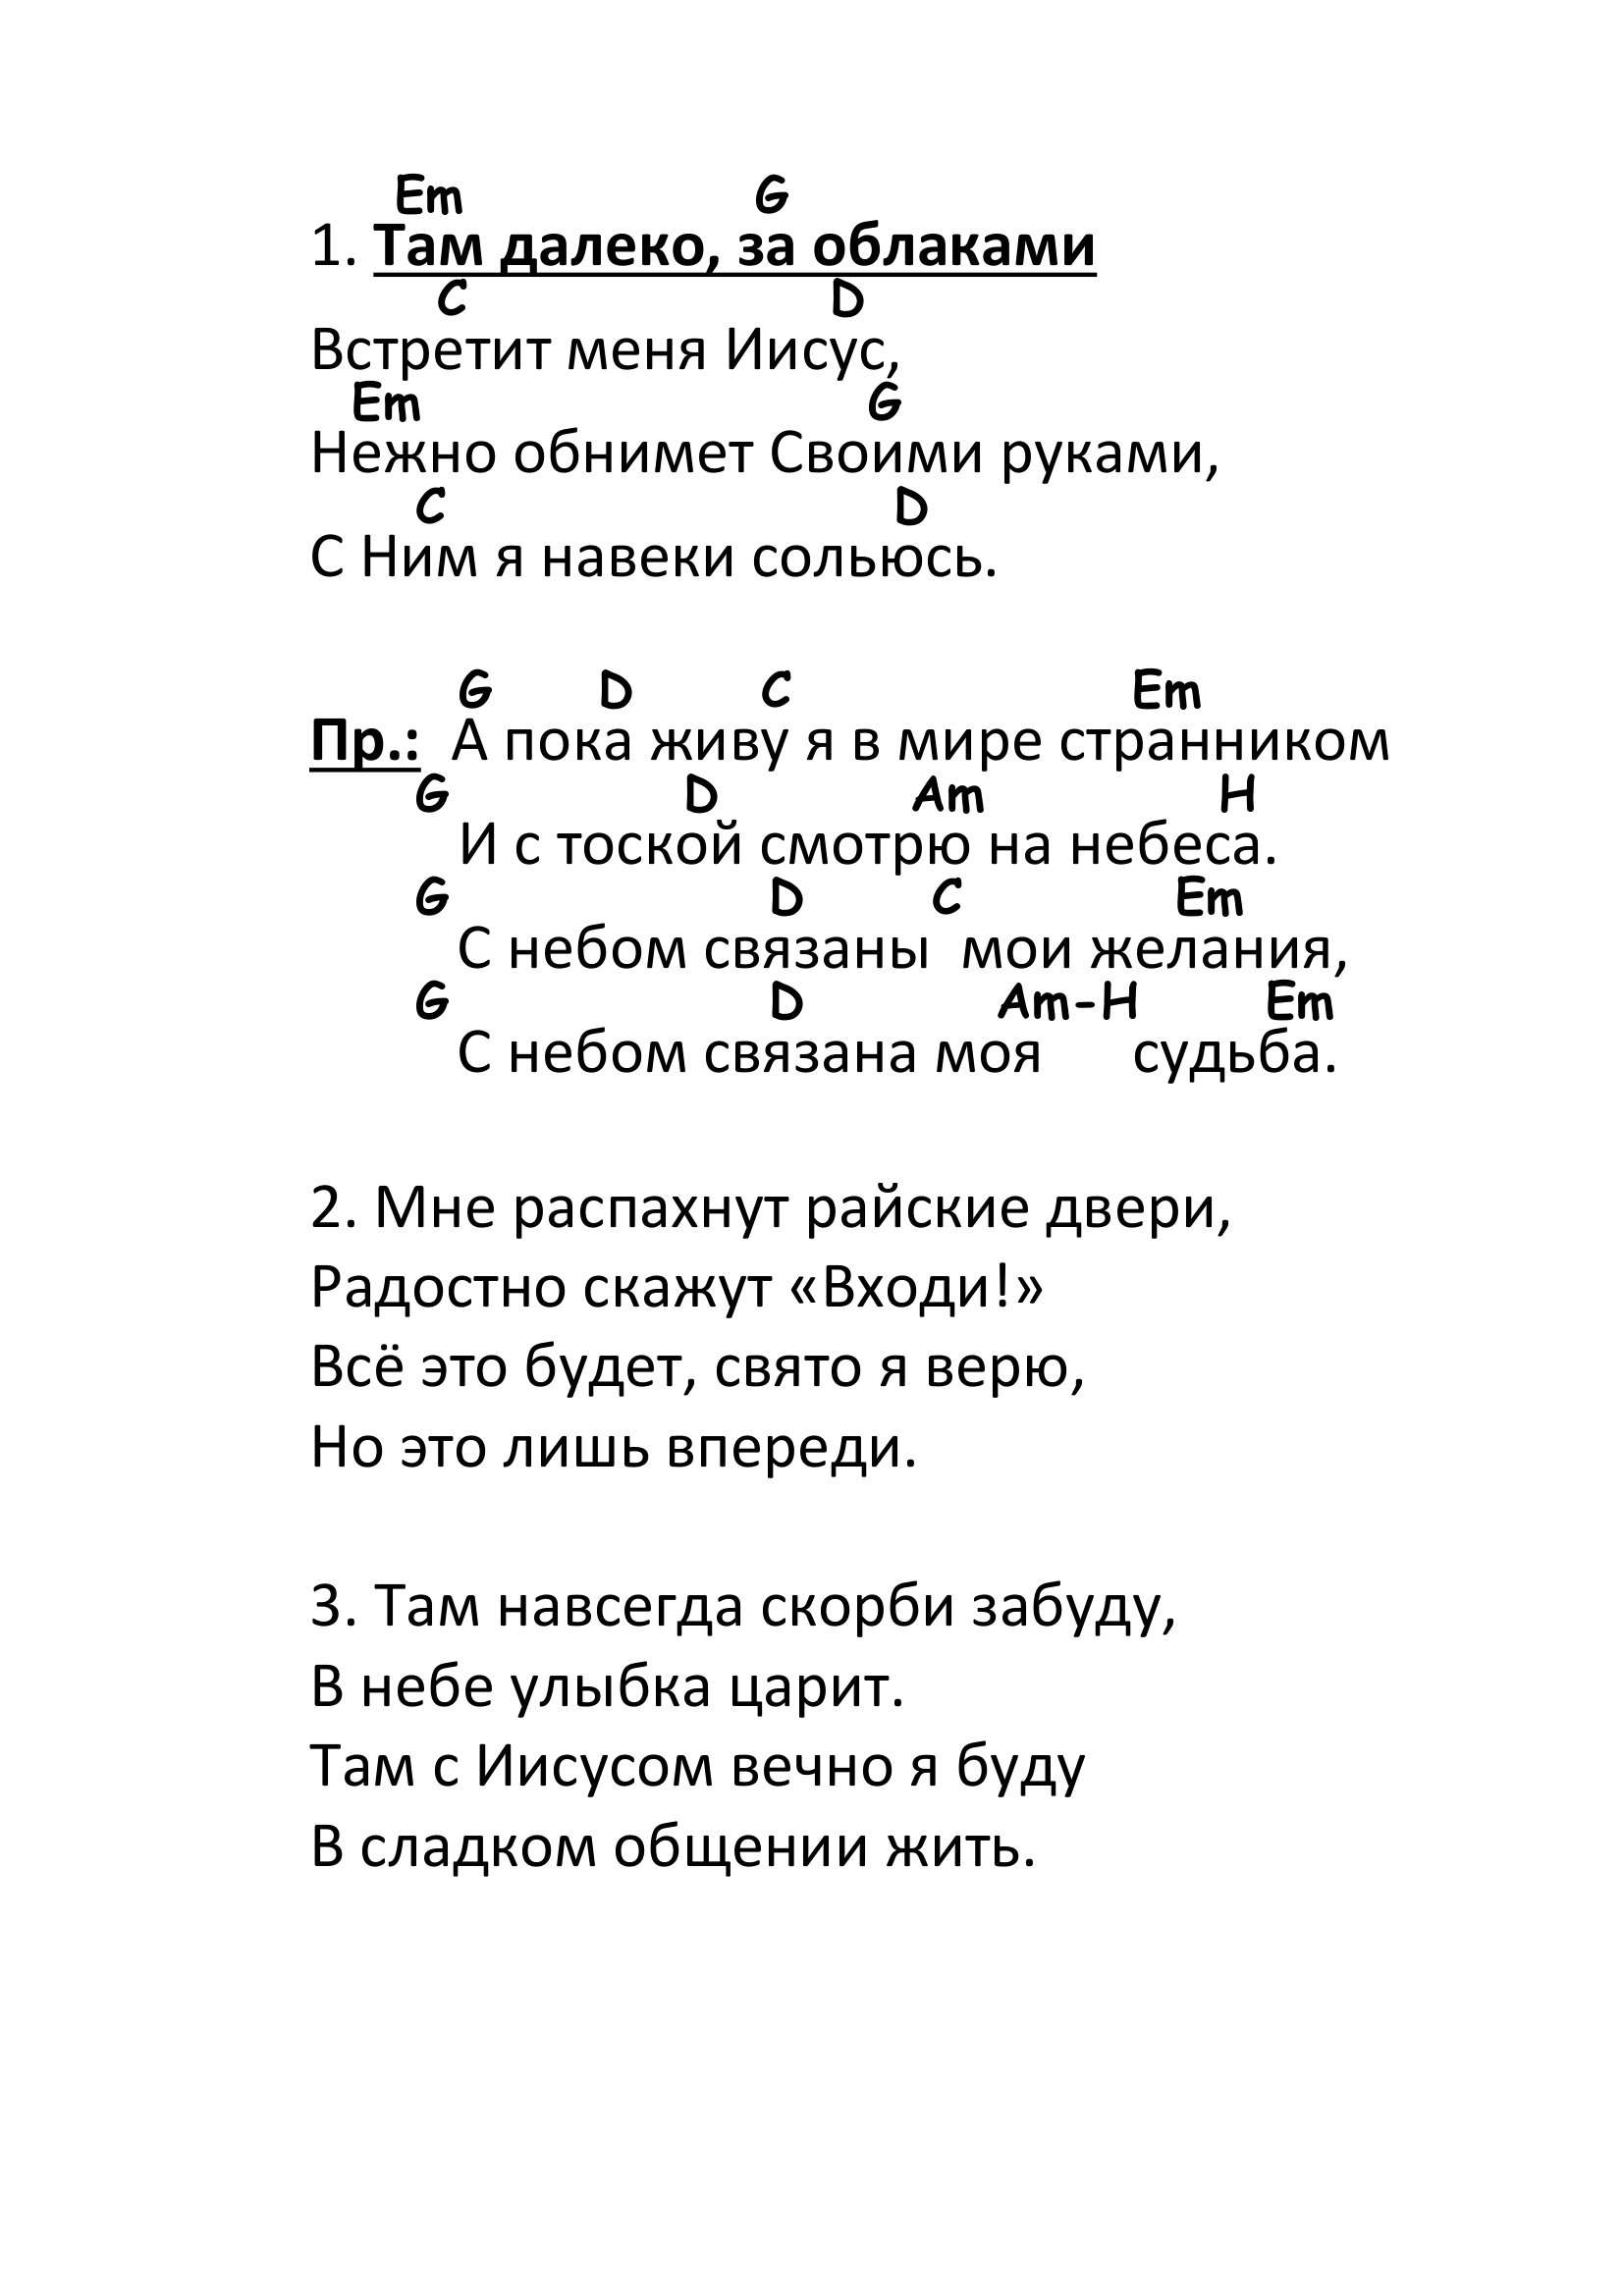 Em G
1. Там далеко, за облаками
C D
Встретит меня Иисус,
Em G
Нежно обнимет Своими руками,
C D
С Ним я навеки сольюсь.
G D C Em
Пр.: А пока живу я в мире странником
G D Am H
И с тоской смотрю на небеса.
G D C Em
С небом связаны мои желания,
G D Am-H Em
С небом связана моя судьба.
2. Мне распахнут райские двери,
Радостно скажут «Входи!»
Всё это будет, свято я верю,
Но это лишь впереди.
3. Там навсегда скорби забуду,
В небе улыбка царит.
Там с Иисусом вечно я буду
В сладком общении жить.